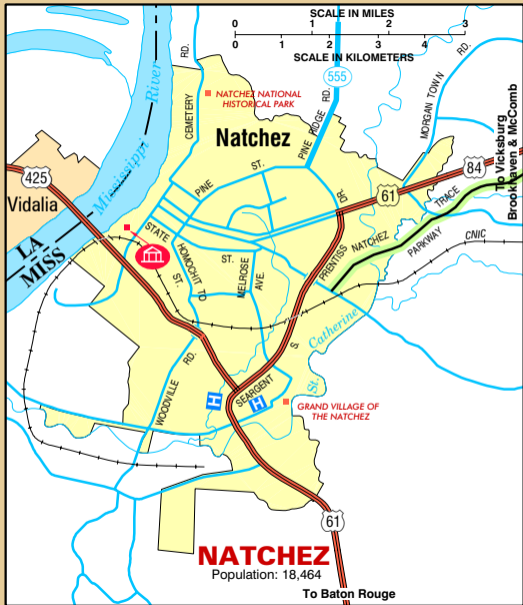 SCALE IN MILES
0 1 2 3
0 1 2 3 4
SCALE IN KILOMETERS
555
RD.
CEMETERY
NATCHEZ NATIONAL
HISTORICAL PARK
PINE RIDGE RD.
MORGAN TOWN RD.
Natchez
Mississippi River
425
Vidalia
LA
MISS
PINE ST.
61
84
To Vicksburg
Brookhaven & McComb
DR.
PRENTISS
NATCHEZ TRACE
PARKWAY
CNIC
STATE
ST.
HOMOCHITTO
ST.
MELROSE
AVE.
St. Catherine
WOODVILLE RD.
S
SEARGENT
H
H
GRAND VILLAGE OF
THE NATCHEZ
61
NATCHEZ
Population: 18,464
To Baton Rouge